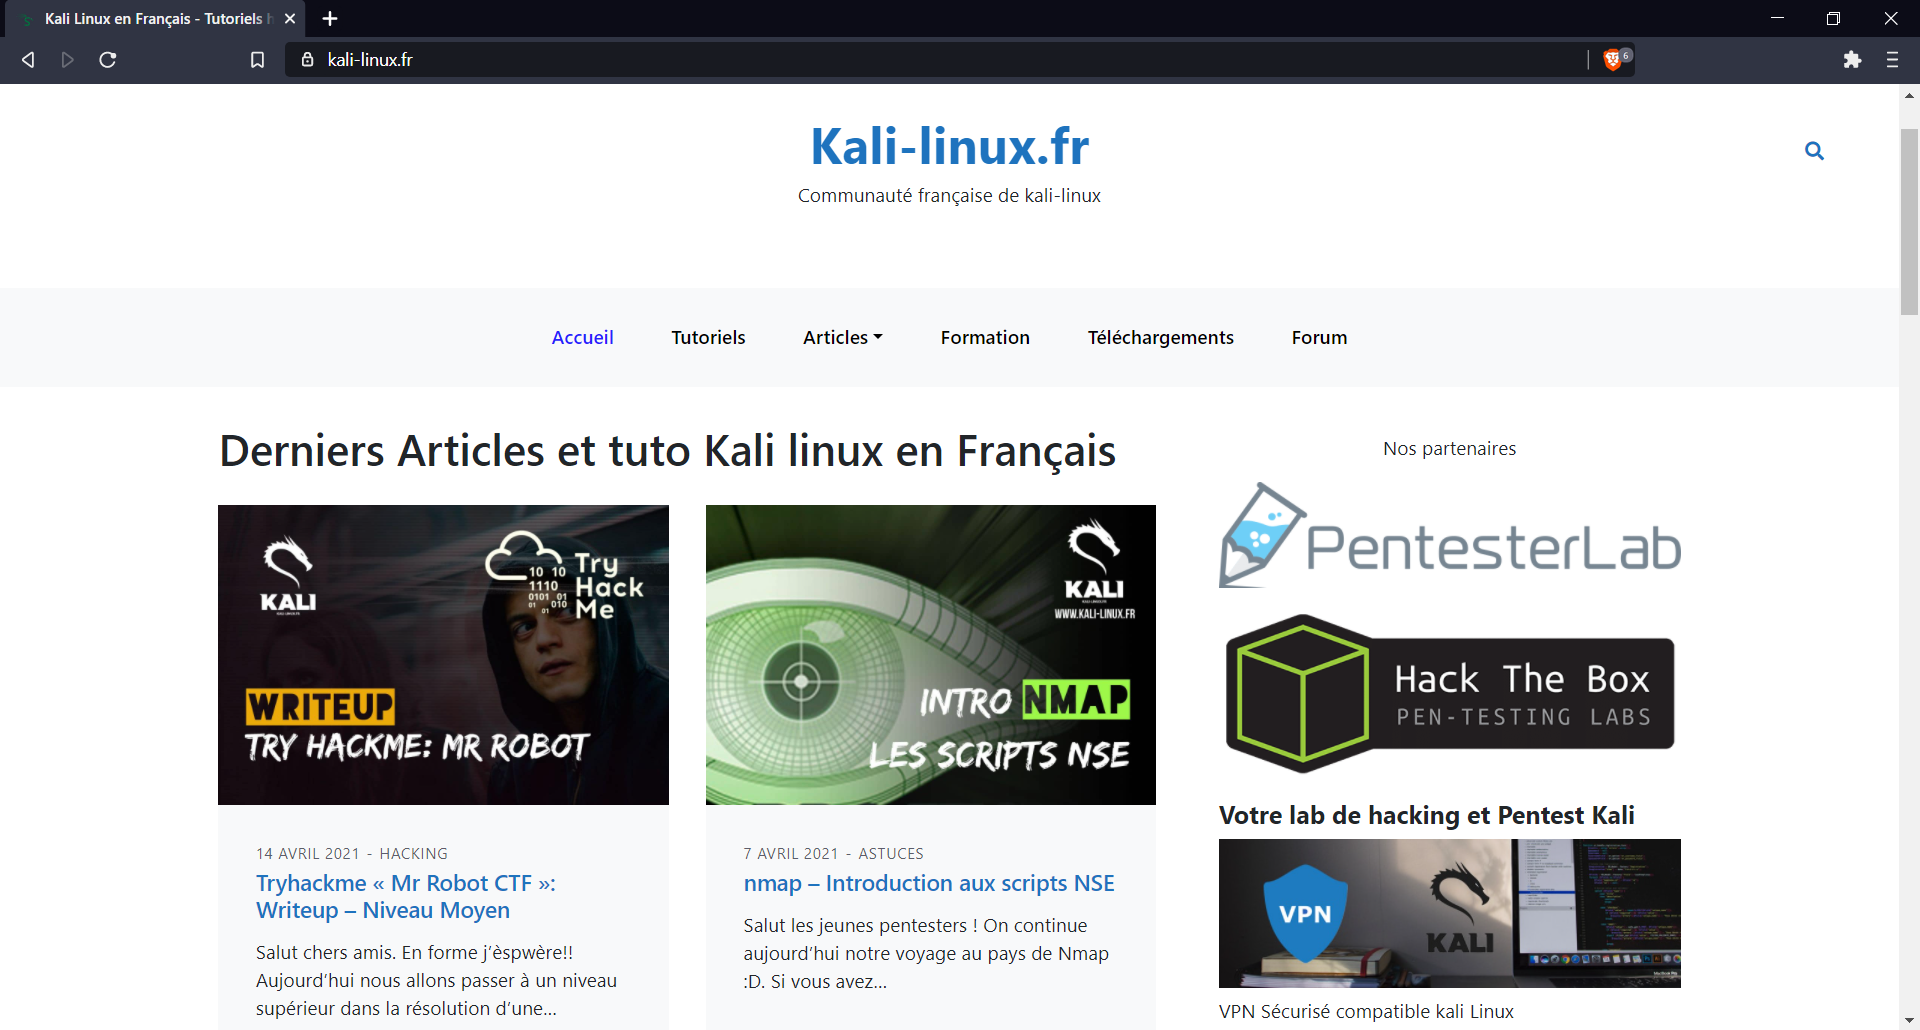 Kali Linux en Français - Tutoriels h
kali-linux.fr
6
Kali-linux.fr
Communauté française de kali-linux
Accueil
Tutoriels
Articles
Formation
Téléchargements
Forum
Derniers Articles et tuto Kali linux en Français
KALI
Try
Hack
Me
10 10
1110
0101 01
01 010
01
WRITEUP
TRY HACKME: MR ROBOT
14 AVRIL 2021 - HACKING
Tryhackme « Mr Robot CTF »:
Writeup – Niveau Moyen
Salut chers amis. En forme j’èspwère!!
Aujourd’hui nous allons passer à un niveau
supérieur dans la résolution d’une...
KALI
WWW.KALI-LINUX.FR
INTRO NMAP
LES SCRIPTS NSE
7 AVRIL 2021 - ASTUCES
nmap – Introduction aux scripts NSE
Salut les jeunes pentesters ! On continue
aujourd’hui notre voyage au pays de Nmap
:D. Si vous avez...
Nos partenaires
PentesterLab
Hack The Box
PEN-TESTING LABS
Votre lab de hacking et Pentest Kali
VPN
KALI
VPN Sécurisé compatible kali Linux